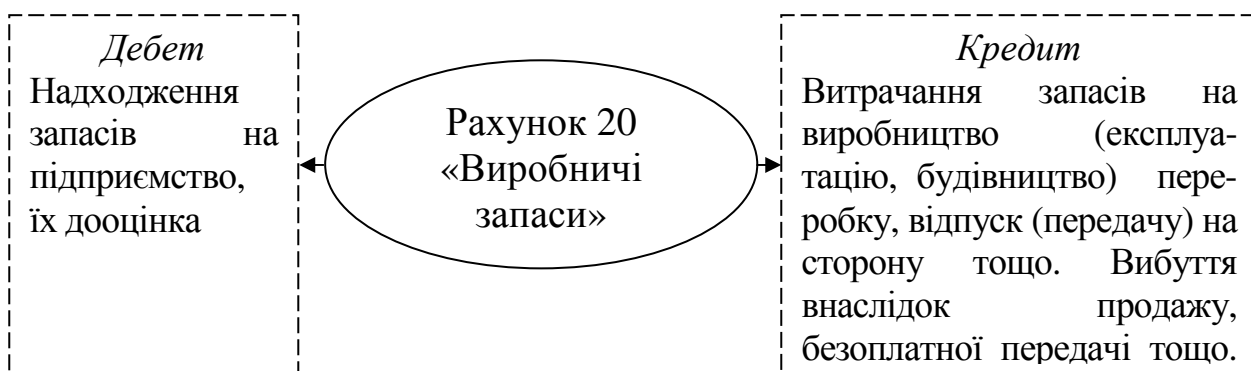 Дебет
Надходження
запасів на
підприємство,
їх дооцінка
Рахунок 20
«Виробничі
запаси»
Кредит
Витрачання запасів на
виробництво (експлуа-
тацію, будівництво) пере-
робку, відпуск (передачу) на
сторону тощо. Вибуття
внаслідок продажу,
безоплатної передачі тощо.